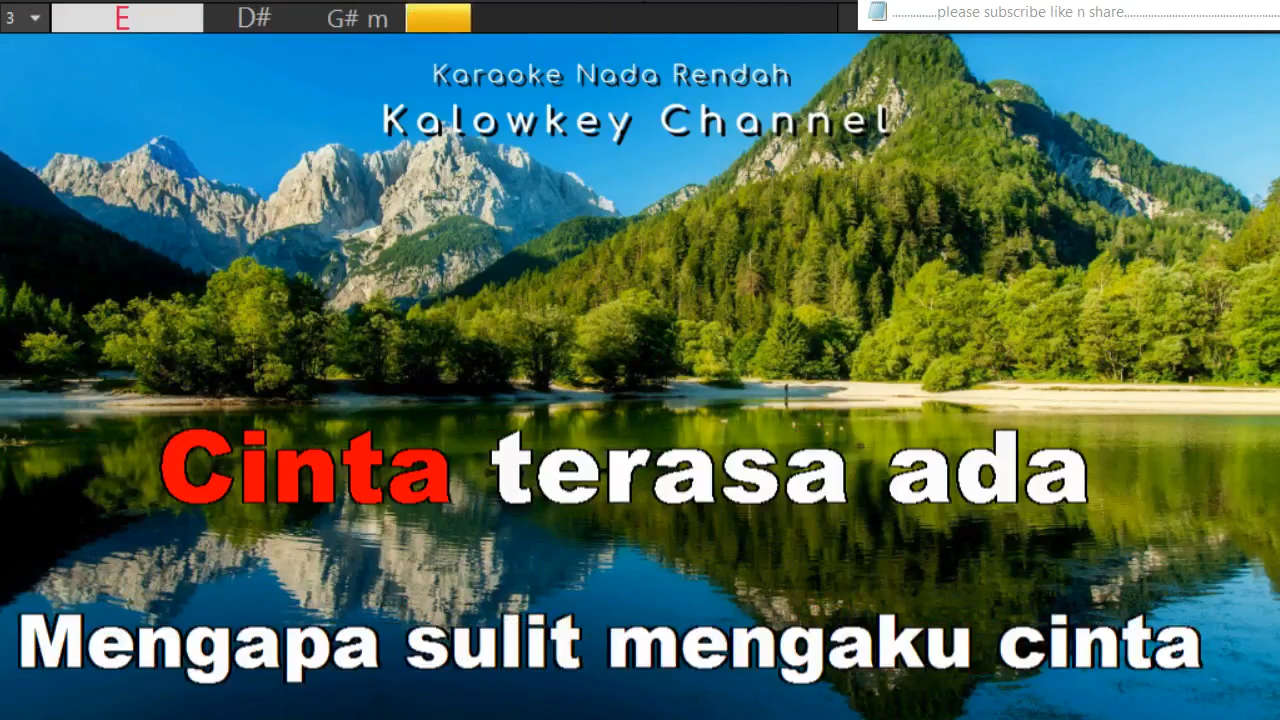 3 E D# G# m
..............please subscribe like n share................................................
Karaoke Nada Rendah
Kalowkey Channel
Cinta terasa ada
Mengapa sulit mengaku cinta